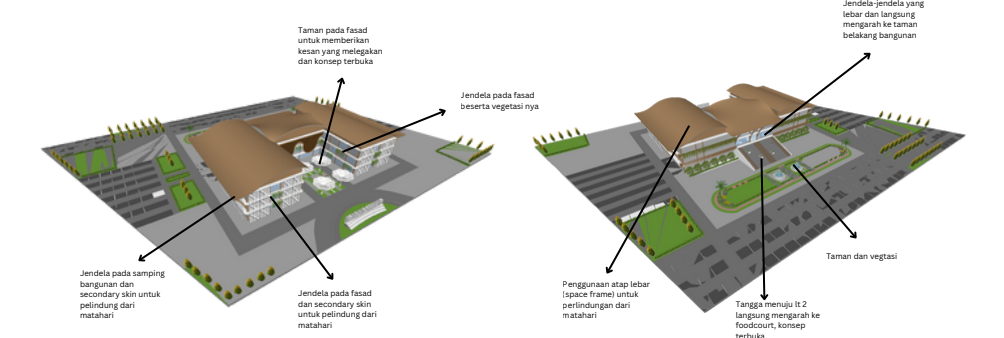 Taman pada fasad
untuk memberikan
kesan yang melegakan
dan konsep terbuka
Jendela pada fasad
beserta vegetasi nya
Jendela pada samping
bangunan dan
secondary skin untuk
pelindung dari
matahari
Jendela pada fasad
dan secondary skin
untuk pelindung dari
matahari
Jendela-jendela yang
lebar dan langsung
mengarah ke taman
belakang bangunan
Penggunaan atap lebar
(space frame) untuk
perlindungan dari
matahari
Taman dan vegtasi
Tangga menuju lt 2
langsung mengarah ke
foodcourt, konsep
terbuka